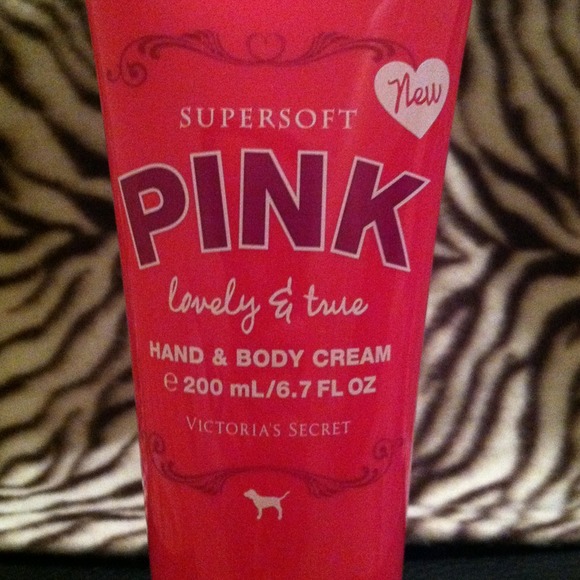 New
SUPERSOFT
PINK
lovely & true
HAND & BODY CREAM
℮ 200 mL/6.7 FL OZ
VICTORIA'S SECRET